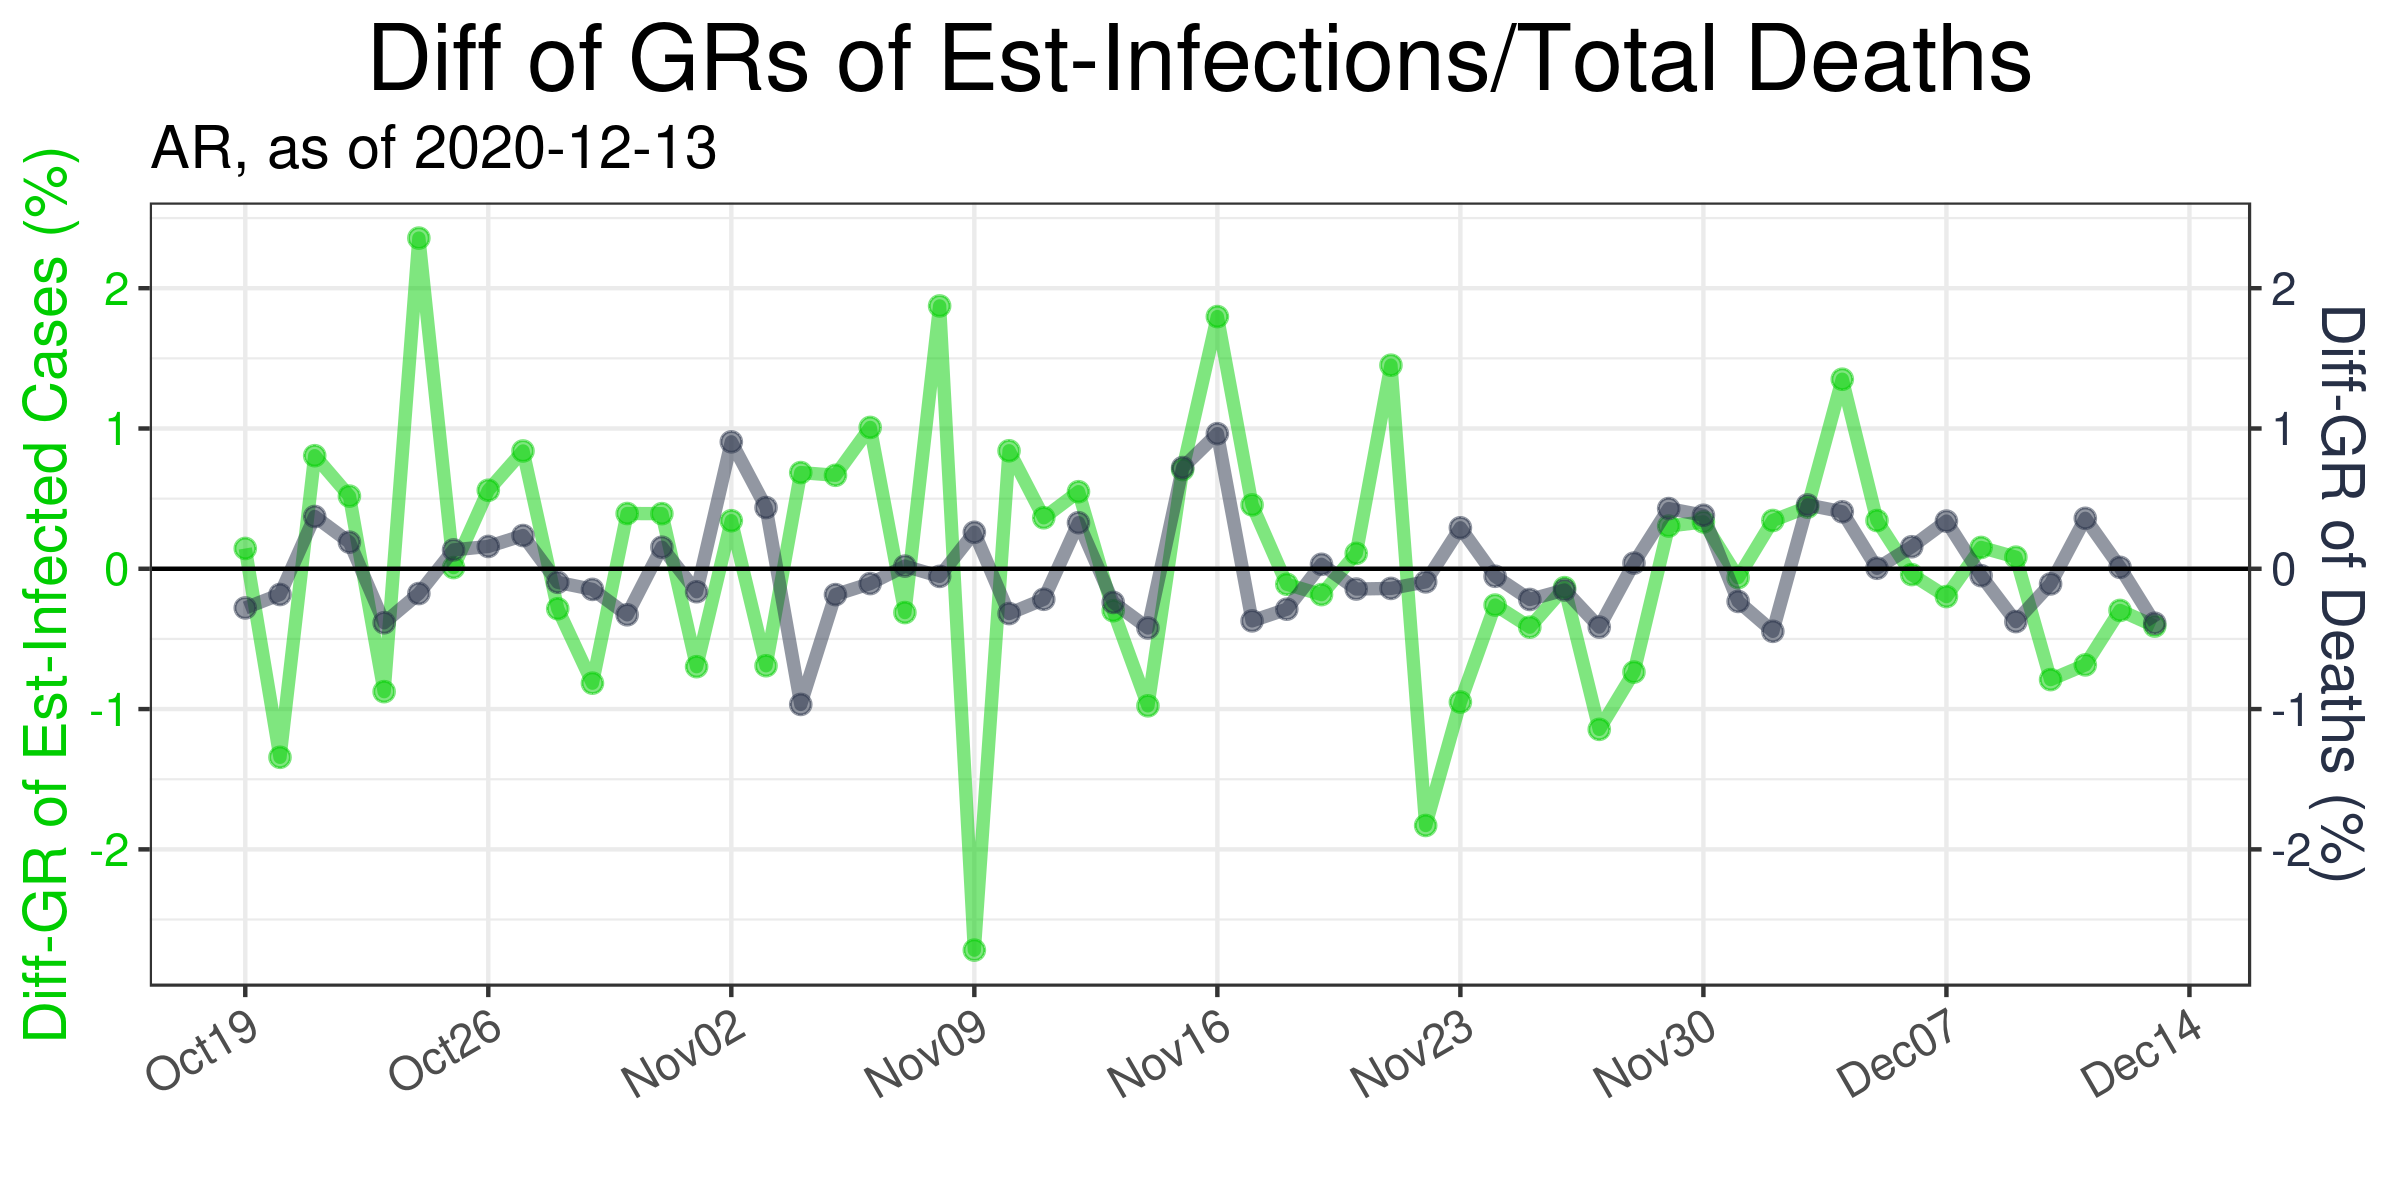 Diff of GRs of Est-Infections/Total Deaths
AR, as of 2020-12-13
Diff-GR of Est-Infected Cases (%)
2
1
0
-1
-2
2
1
0
-1
-2
Diff-GR of Deaths (%)
Oct19
Oct26
Nov02
Nov09
Nov16
Nov23
Nov30
Dec07
Dec14